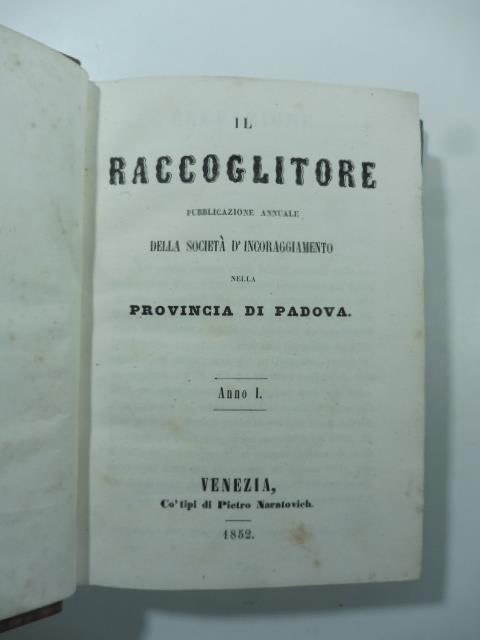 IL
RACCOGLITORE
PUBBLICAZIONE ANNUALE
DELLA SOCIETÀ D'INCORAGGIAMENTO
NELLA
PROVINCIA DI PADOVA.
Anno I.
VENEZIA,
Co' tipi di Pietro Naratovich.
1852.